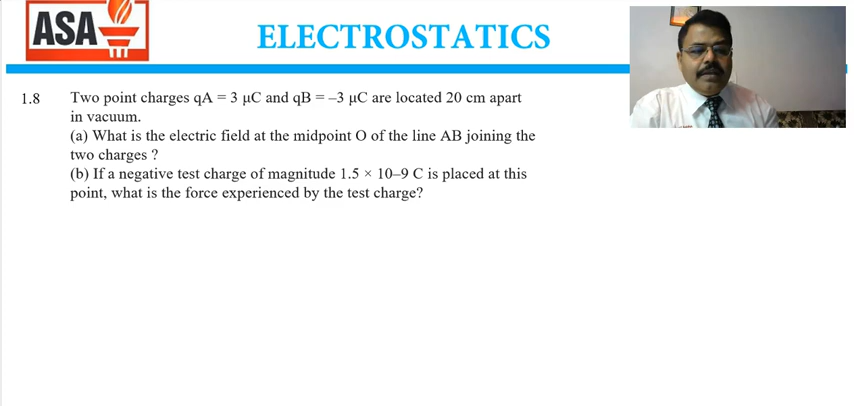 ASA
ELECTROSTATICS
1.8 Two point charges qA = 3 μC and qB = –3 μC are located 20 cm apart
in vacuum.
(a) What is the electric field at the midpoint O of the line AB joining the
two charges ?
(b) If a negative test charge of magnitude 1.5 × 10–9 C is placed at this
point, what is the force experienced by the test charge?